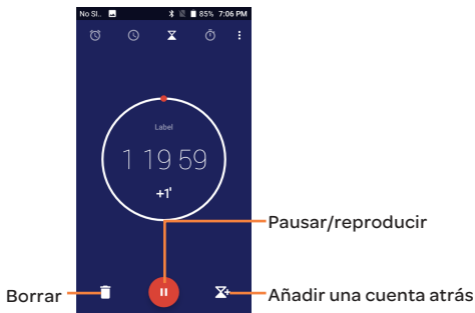 No SI.. 85% 7:06 PM
Label
1 19 59
+1'
Pausar/reproducir
Borrar
Añadir una cuenta atrás